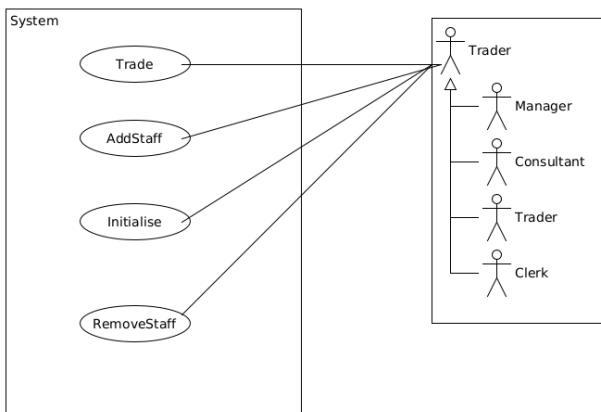 System
Trade
AddStaff
Initialise
RemoveStaff
Trader
Manager
Consultant
Trader
Clerk